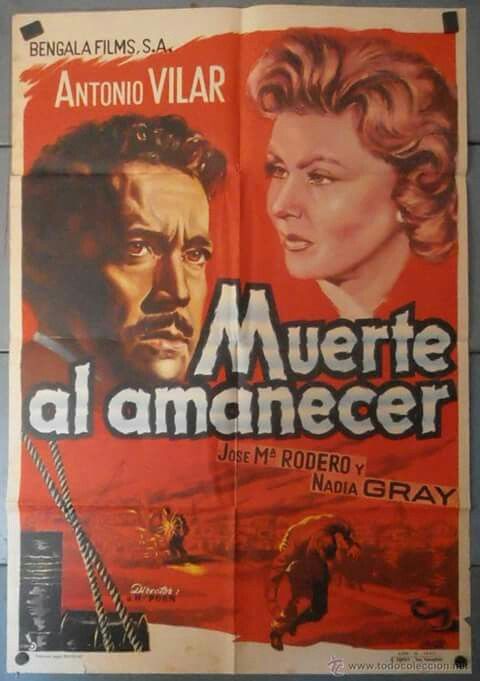 BENGALA FILMS, S.A.
ANTONIO VILAR
MUERTE
al amanecer
JOSE Mª RODERO Y
NADIA GRAY
Director:
© www.todocoleccion.net